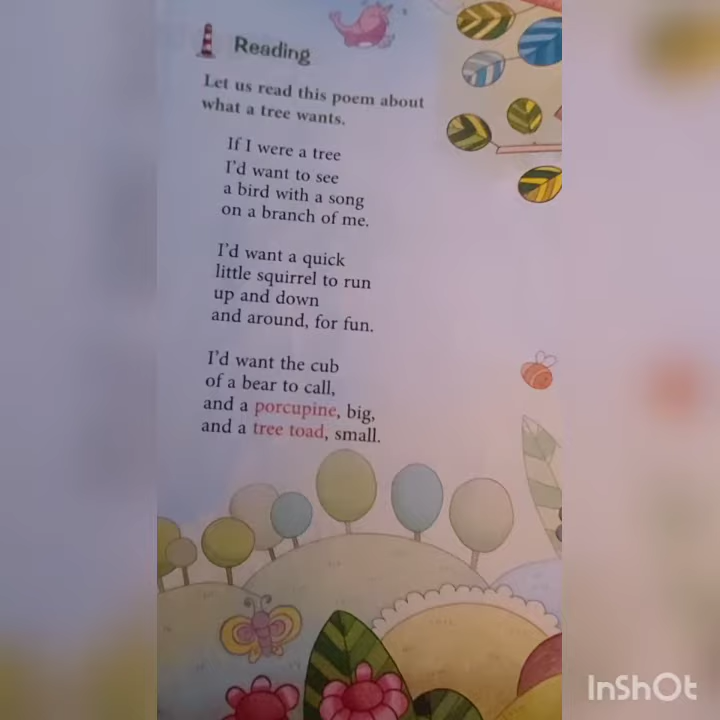 Reading
Let us read this poem about
what a tree wants.
If I were a tree
I'd want to see
a bird with a song
on a branch of me.
I'd want a quick
little squirrel to run
up and down
and around, for fun.
I'd want the cub
of a bear to call,
and a porcupine, big,
and a tree toad, small.
InShOt